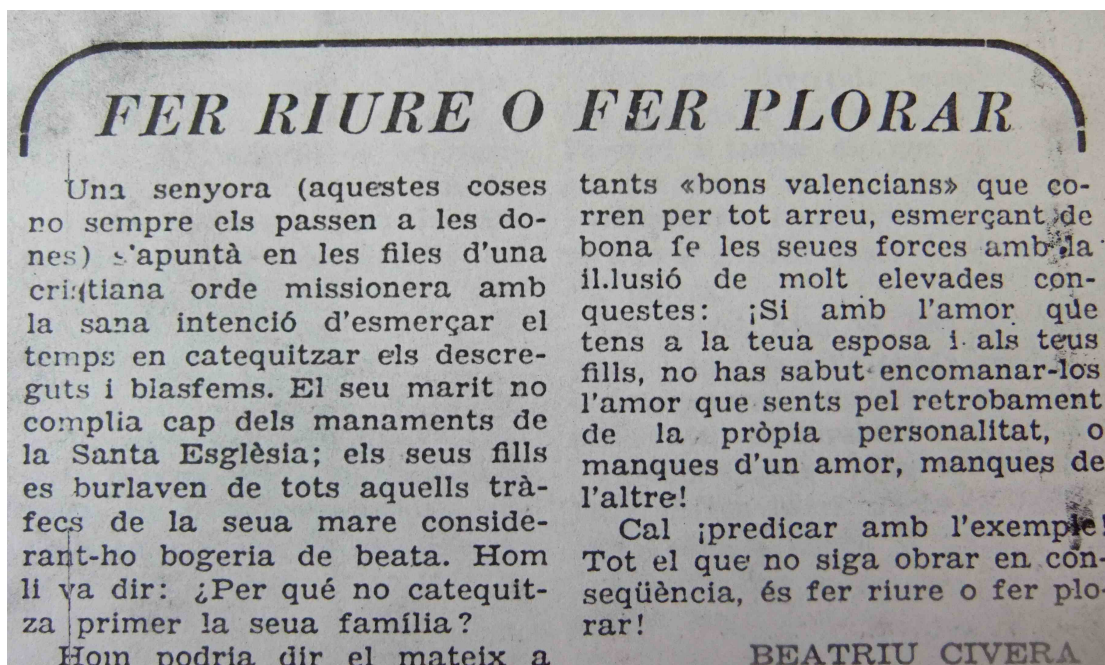 FER RIURE O FER PLORAR
Una senyora (aquestes coses
no sempre els passen a les do-
nes) s'apuntà en les files d'una
cristiana orde missionera amb
la sana intenció d'esmerçar el
temps en catequitzar els descre-
guts i blasfems. El seu marit no
complia cap dels manaments de
la Santa Esglèsia; els seus fills
es burlaven de tots aquells trà-
fecs de la seua mare conside-
rant-ho bogeria de beata. Hom
li va dir: ¿Per qué no catequit-
za primer la seua família?
Hom podria dir el mateix a
tants «bons valencians» que co-
rren per tot arreu, esmerçant de
bona fe les seues forces amb la
il.lusió de molt elevades con-
questes: ¡Si amb l'amor que
tens a la teua esposa i als teus
fills, no has sabut encomanar-los
l'amor que sents pel retrobament
de la pròpia personalitat, o
manques d'un amor, manques de
l'altre!
Cal ¡predicar amb l'exemple!
Tot el que no siga obrar en con-
seqüència, és fer riure o fer plo-
rar!
BEATRIU CIVERA